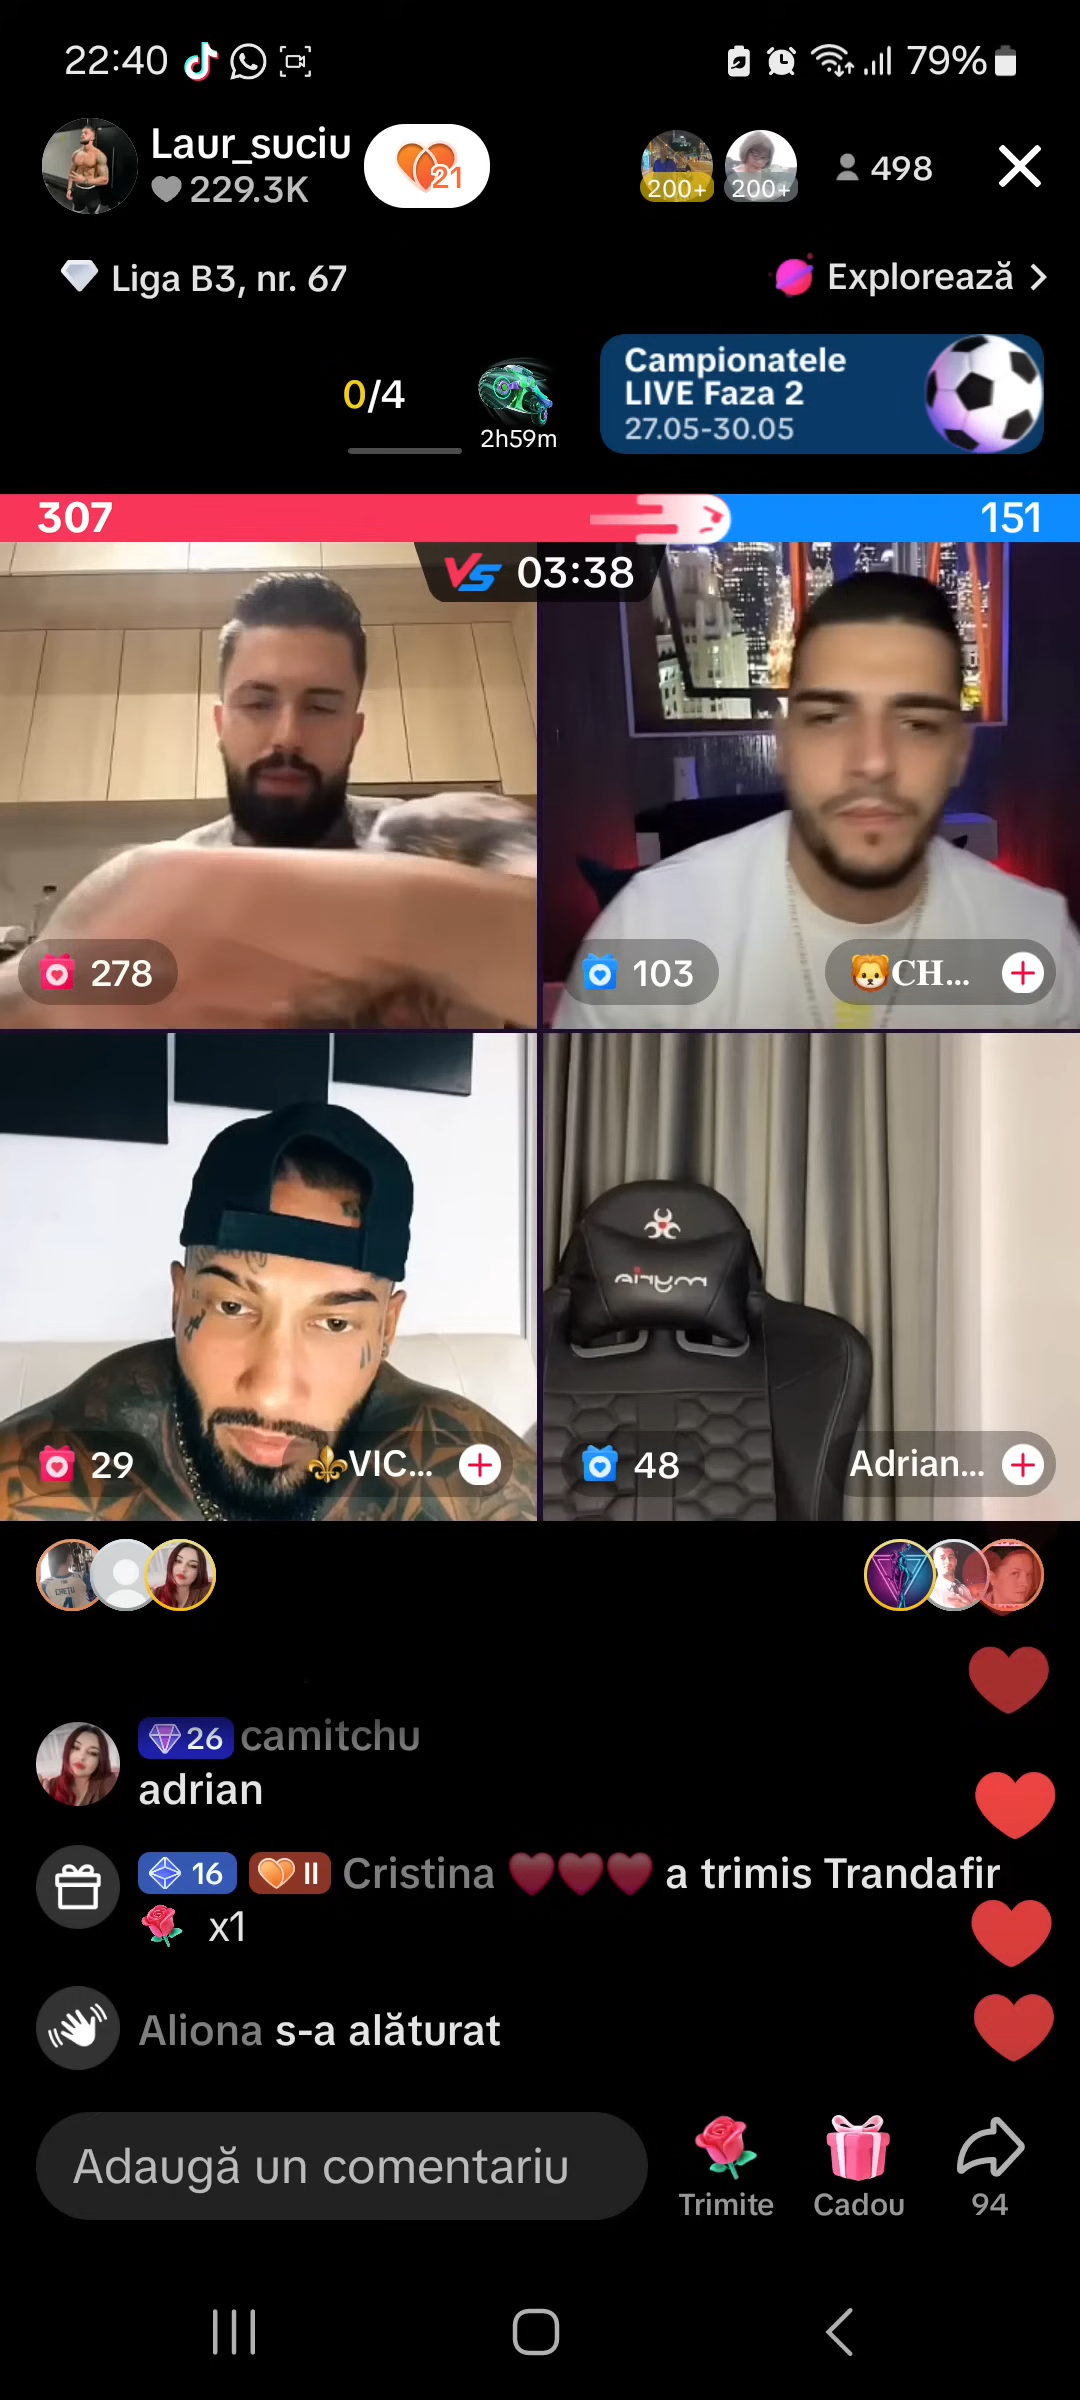 22:40
79%
Laur_suciu
229.3K
21
200+
200+
498
Liga B3, nr. 67
Explorează
0/4
2h59m
Campionatele
LIVE Faza 2
27.05-30.05
307
151
VS 03:38
278
103
🦁CH...
29
⚜VIC...
48
Adrian...
26 camitchu
adrian
16 II Cristina ❤❤❤ a trimis Trandafir
🌹 x1
Aliona s-a alăturat
Adaugă un comentariu
Trimite
Cadou
94